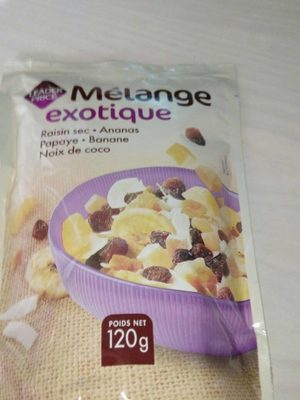 LEADER
PRICE
Mélange
exotique
Raisin sec • Ananas
Papaye • Banane
Noix de coco
POIDS NET
120g